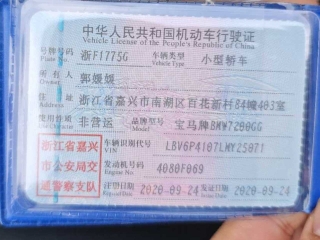 中华人民共和国机动车行驶证
Vehicle License of the People's Republic of China
号牌号码 浙F1775G 车辆类型 小型轿车
Plate No. Vehicle Type
所有人 郭媛媛
住址 浙江省嘉兴市南湖区百花新村84幢403室
使用性质 非营运 品牌型号 宝马牌BMW7200GG
浙江省嘉兴
市公安局交
通警察支队
车辆识别代号 LBV6P4107LMY25071
VIN
发动机号码 4080F069
注册日期 2020-09-24 发证日期 2020-09-24